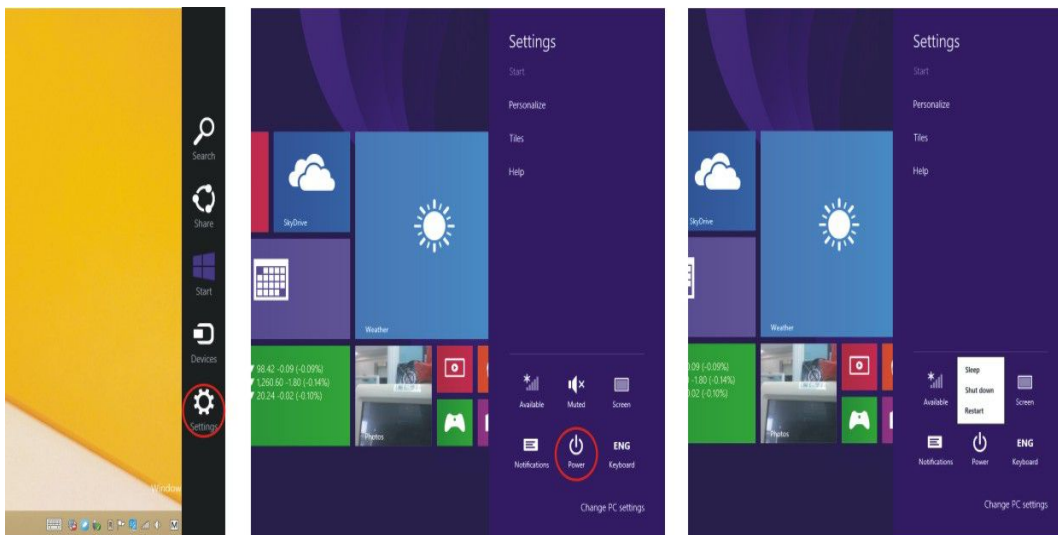 Search
Share
Start
Devices
Settings
Window
M
Settings
Start
Personalize
Tiles
Help
SkyDrive
Weather
98.42 -0.09 (-0.09%)
1,260.60 -1.80 (-0.14%)
20.24 -0.02 (-0.10%)
Photos
Available
Muted
Screen
Notifications
Power
ENG
Keyboard
Change PC settings
Settings
Start
Personalize
Tiles
Help
SkyDrive
Weather
0.09 (-0.09%)
-1.80 (-0.14%)
0.02 (-0.10%)
Photos
Available
Sleep
Shut down
Restart
Screen
Notifications
Power
ENG
Keyboard
Change PC settings